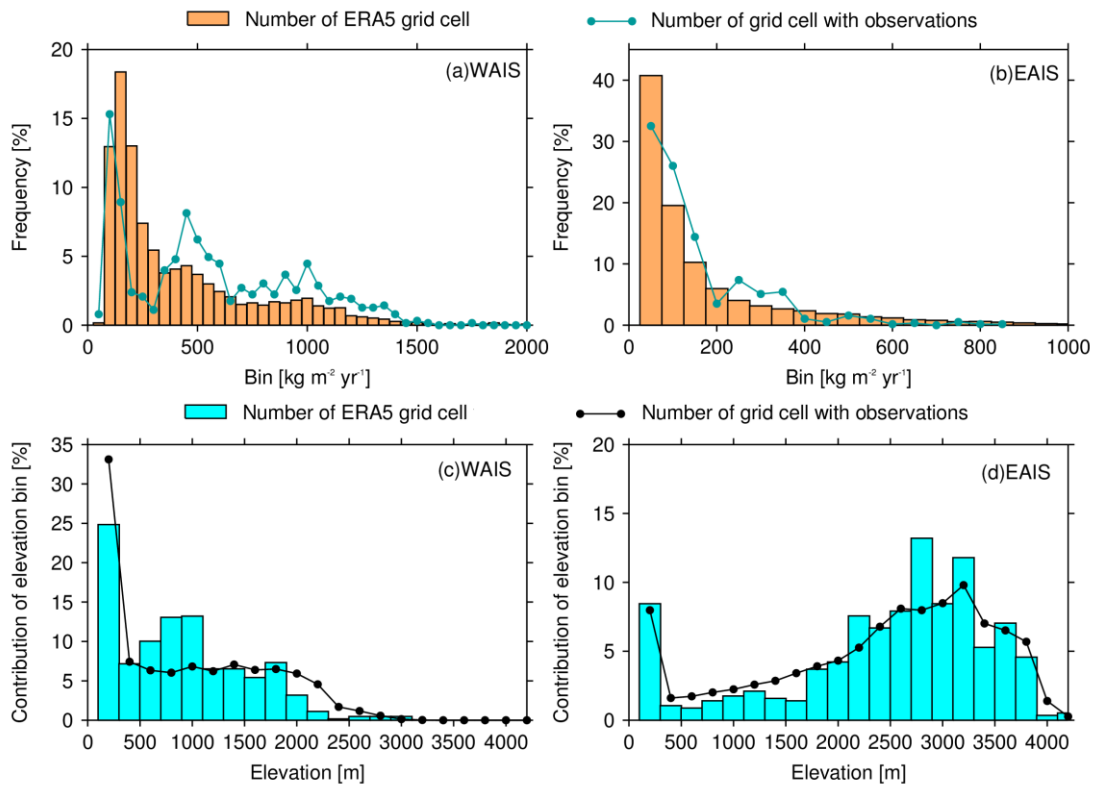 Number of ERA5 grid cell
Number of grid cell with observations
20
15
10
5
0
Frequency [%]
(a)WAIS
0 500 1000 1500 2000
Bin [kg m⁻² yr⁻¹]
40
30
20
10
0
Frequency [%]
(b)EAIS
200 400 600 800 1000
Bin [kg m⁻² yr⁻¹]
Number of ERA5 grid cell
Number of grid cell with observations
35
30
25
20
15
10
5
0
Contribution of elevation bin [%]
(c)WAIS
0 500 1000 1500 2000 2500 3000 3500 4000
Elevation [m]
20
15
10
5
0
Contribution of elevation bin [%]
(d)EAIS
0 500 1000 1500 2000 2500 3000 3500 4000
Elevation [m]